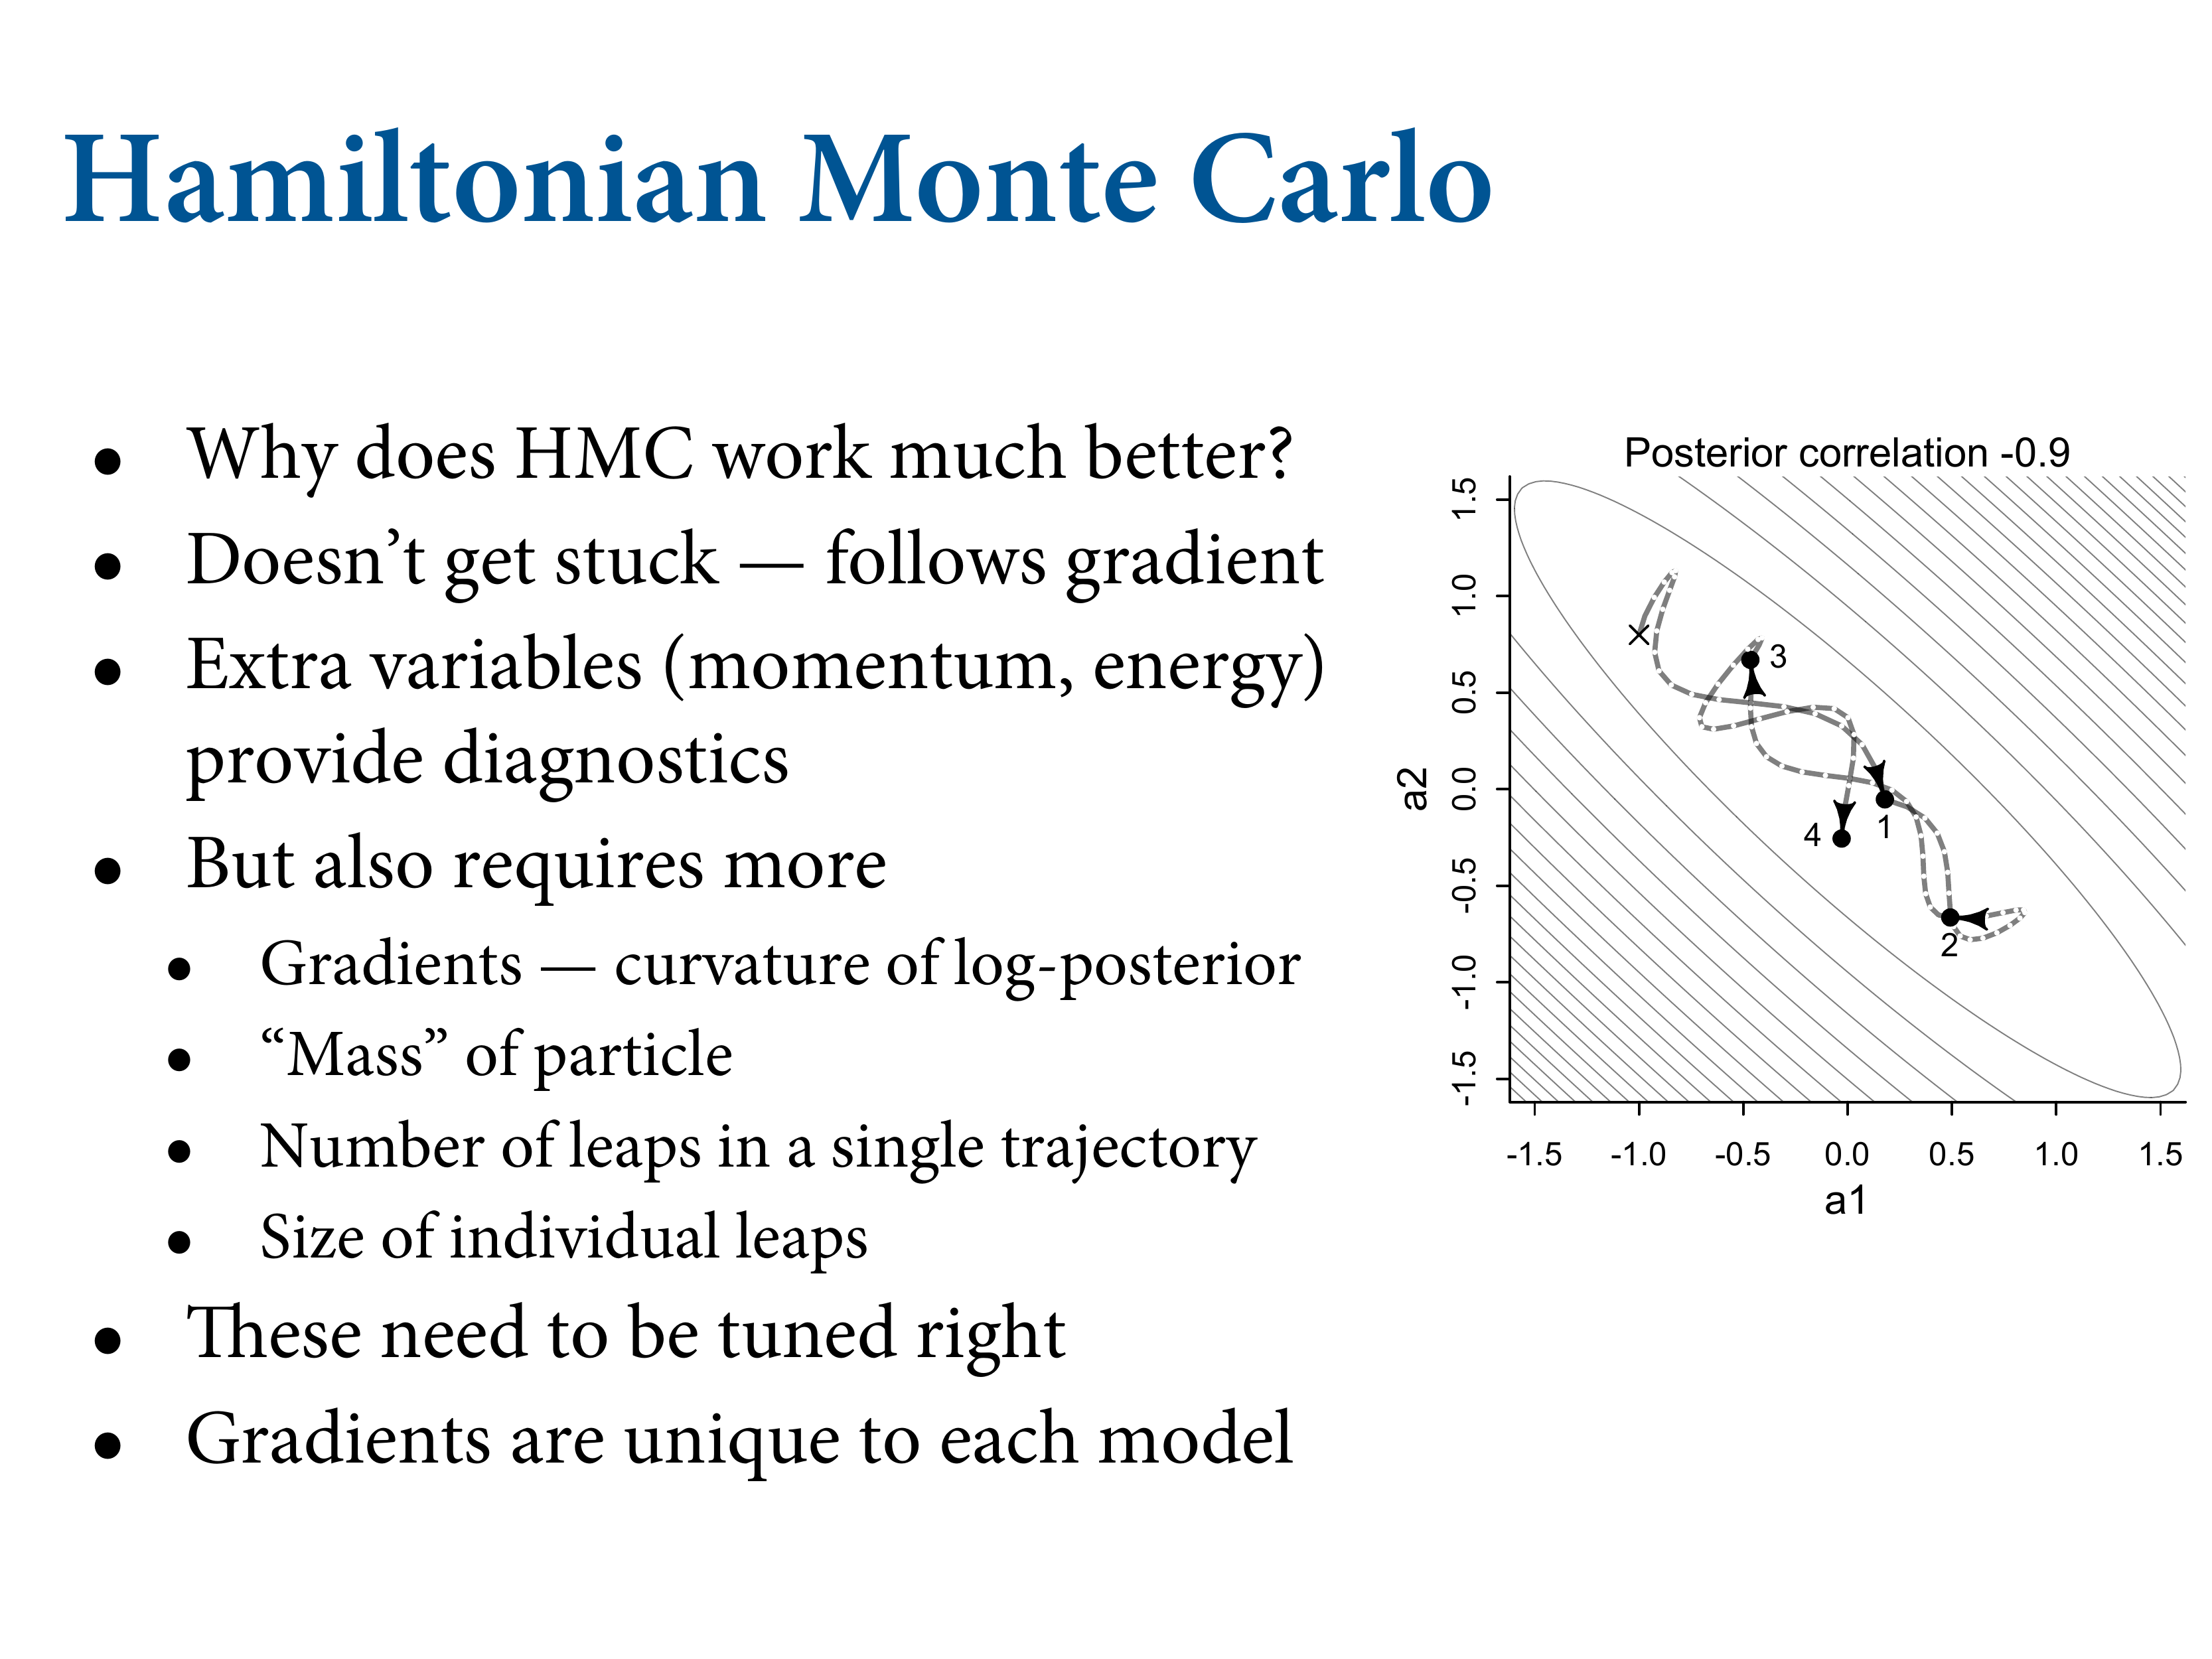 Hamiltonian Monte Carlo
• Why does HMC work much better?
• Doesn’t get stuck — follows gradient
• Extra variables (momentum, energy)
provide diagnostics
• But also requires more
• Gradients — curvature of log-posterior
• “Mass” of particle
• Number of leaps in a single trajectory
• Size of individual leaps
• These need to be tuned right
• Gradients are unique to each model
Posterior correlation -0.9
1.5
1.0
0.5
0.0
-0.5
-1.0
-1.5
a2
3
4
1
2
-1.5 -1.0 -0.5 0.0 0.5 1.0 1.5
a1